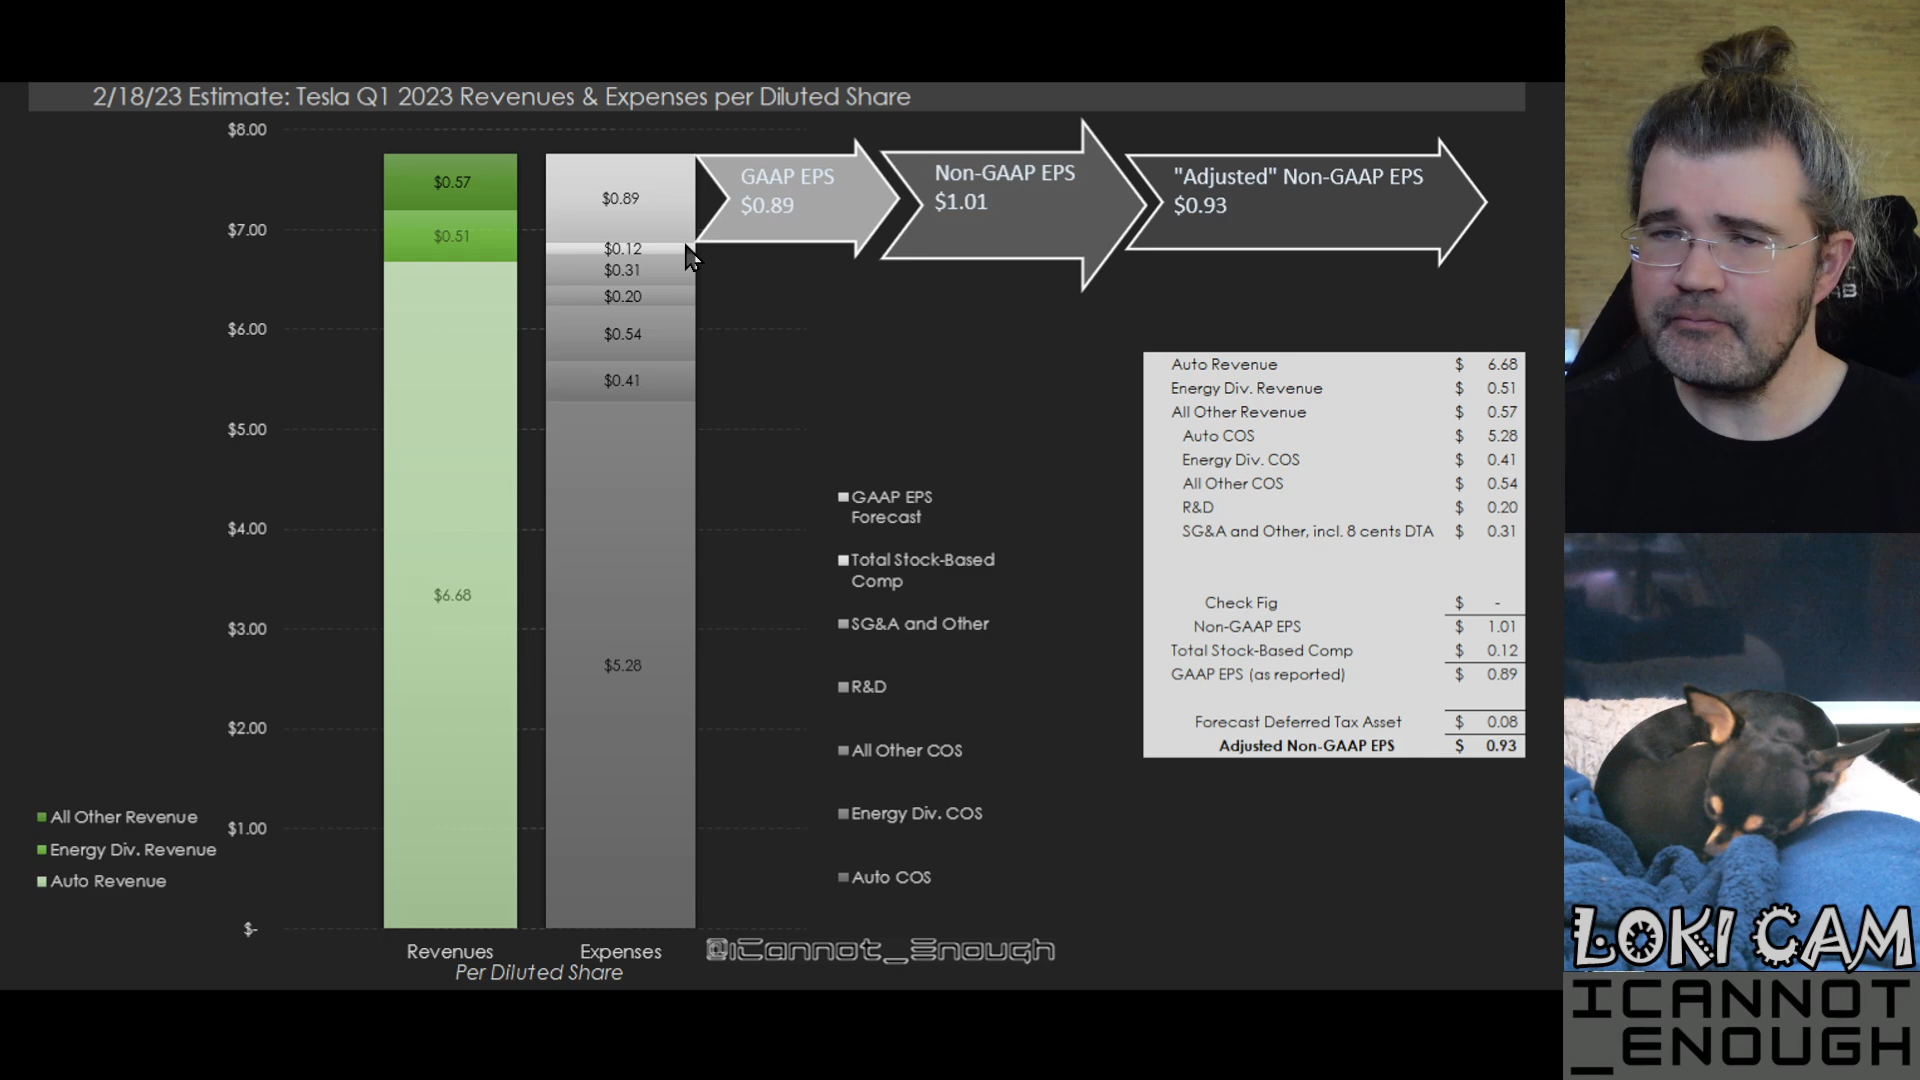 2/18/23 Estimate: Tesla Q1 2023 Revenues & Expenses per Diluted Share
$8.00
$7.00
$6.00
$5.00
$4.00
$3.00
$2.00
$1.00
$-
$0.57
$0.51
$6.68
$0.89
$0.12
$0.31
$0.20
$0.54
$0.41
$5.28
GAAP EPS
$0.89
Non-GAAP EPS
$1.01
"Adjusted" Non-GAAP EPS
$0.93
All Other Revenue
Energy Div. Revenue
Auto Revenue
Revenues
Expenses
Per Diluted Share
GAAP EPS
Forecast
Total Stock-Based
Comp
SG&A and Other
R&D
All Other COS
Energy Div. COS
Auto COS
@iCannot_Enough
Auto Revenue $ 6.68
Energy Div. Revenue $ 0.51
All Other Revenue $ 0.57
Auto COS $ 5.28
Energy Div. COS $ 0.41
All Other COS $ 0.54
R&D $ 0.20
SG&A and Other, incl. 8 cents DTA $ 0.31
Check Fig $ -
Non-GAAP EPS $ 1.01
Total Stock-Based Comp $ 0.12
GAAP EPS (as reported) $ 0.89
Forecast Deferred Tax Asset $ 0.08
Adjusted Non-GAAP EPS $ 0.93
LOKI CAM
ICANNOT
_ENOUGH